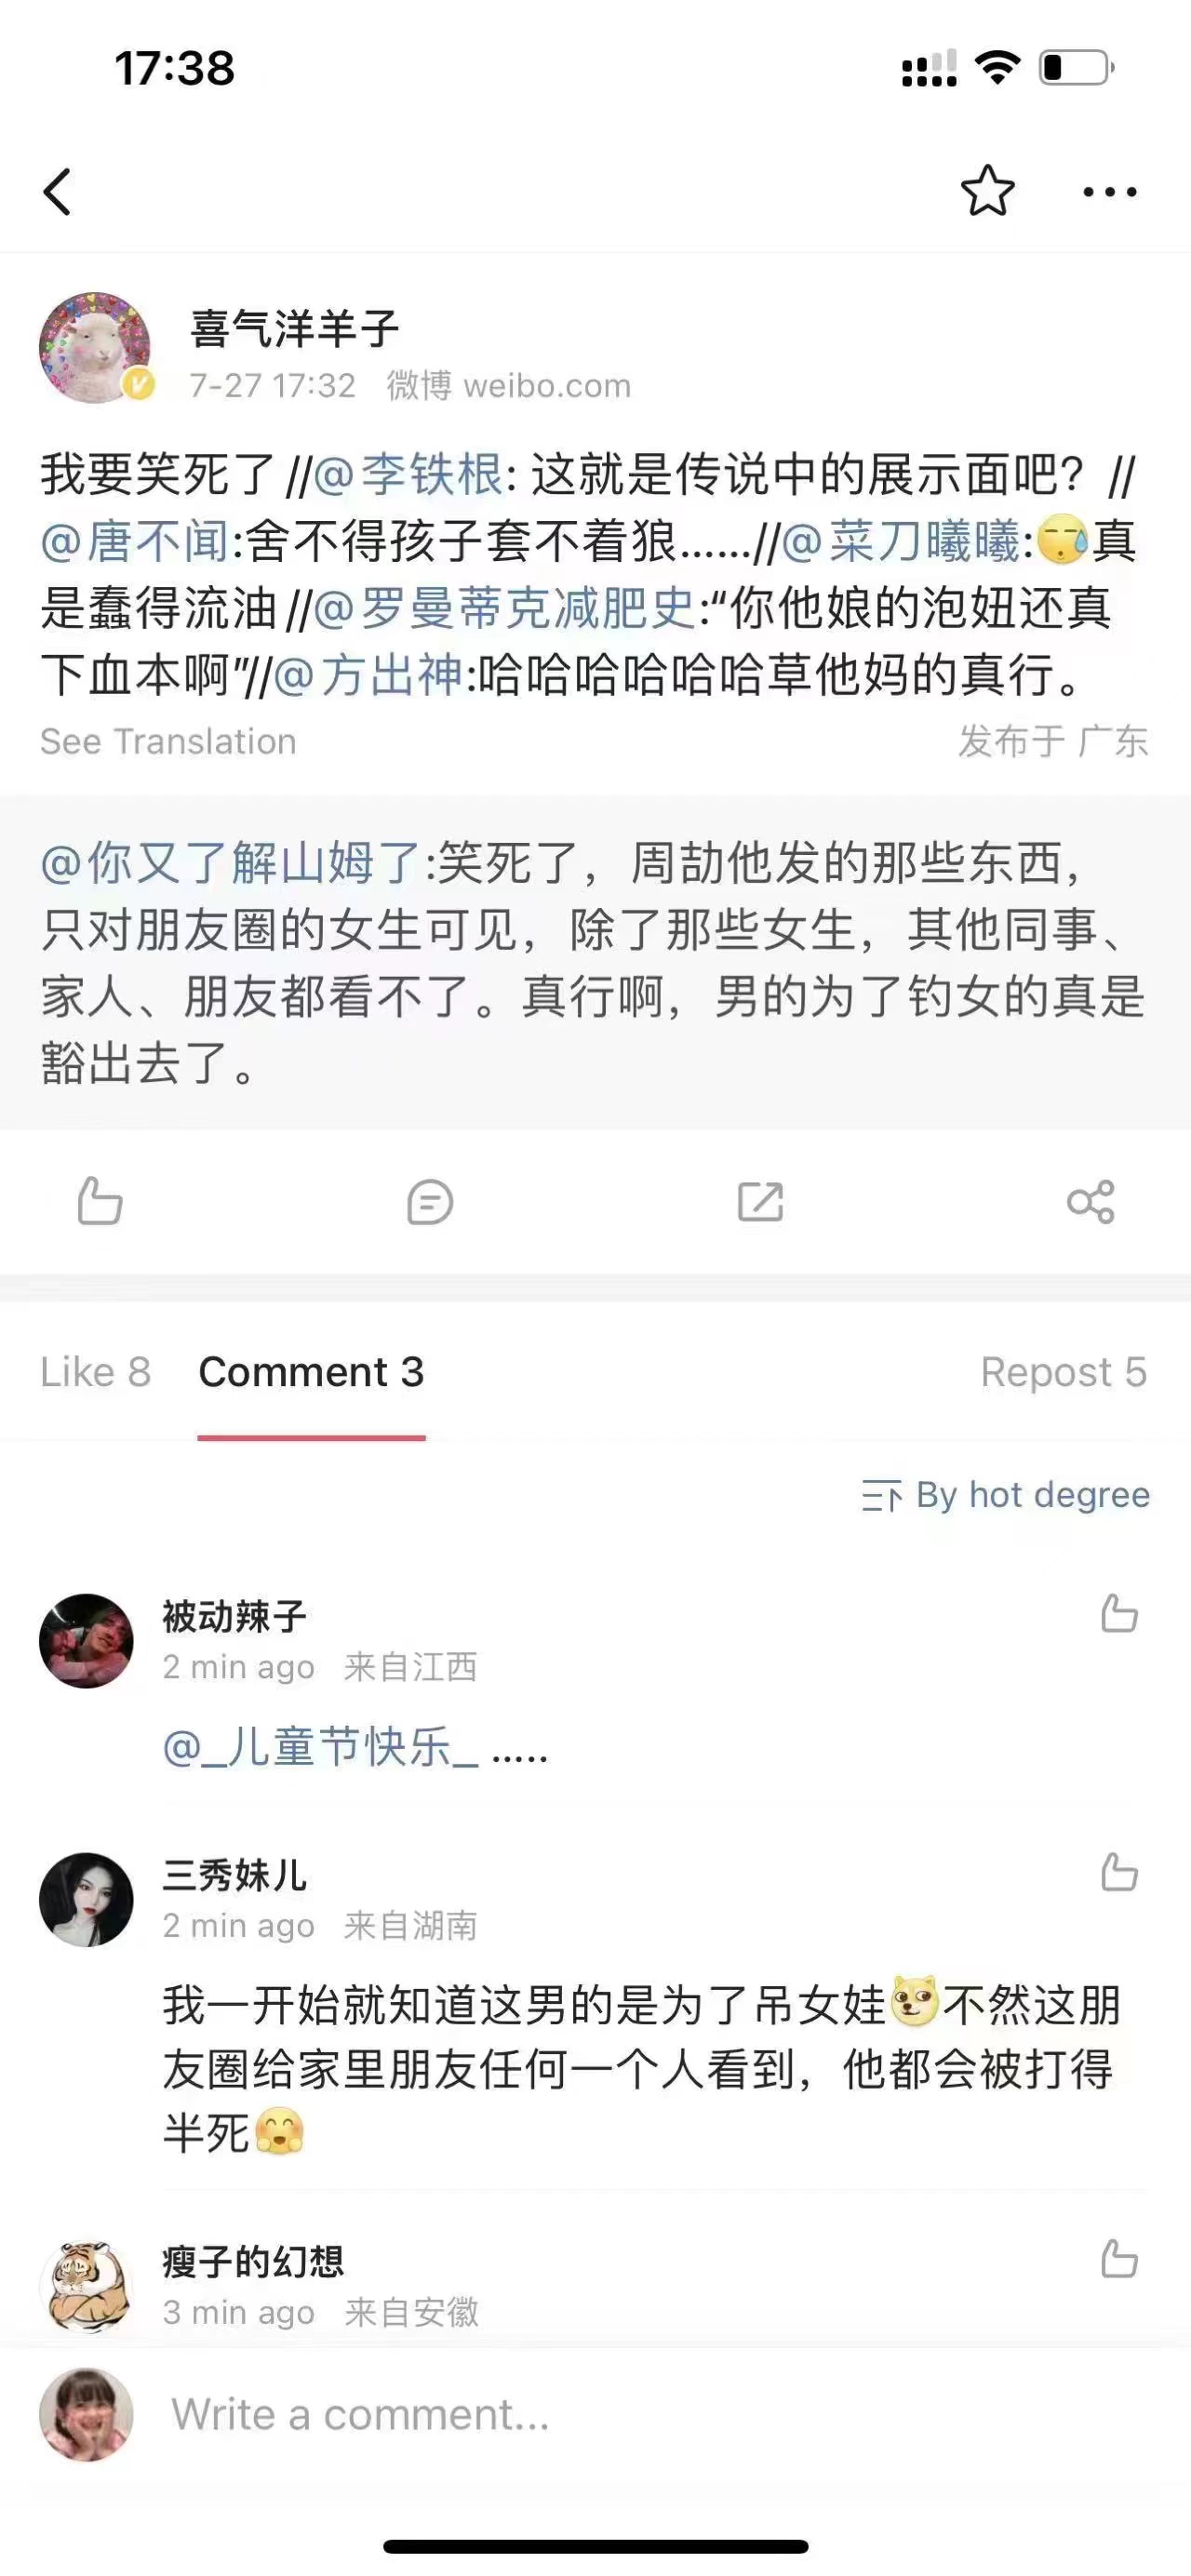 17:38
喜气洋羊子
7-27 17:32 微博 weibo.com
我要笑死了//@李铁根: 这就是传说中的展示面吧？//
@唐不闻:舍不得孩子套不着狼......//@菜刀曦曦:真
是蠢得流油//@罗曼蒂克减肥史:“你他娘的泡妞还真
下血本啊”//@方出神:哈哈哈哈哈哈草他妈的真行。
See Translation
发布于 广东
@你又了解山姆了:笑死了，周劼他发的那些东西，
只对朋友圈的女生可见，除了那些女生，其他同事、
家人、朋友都看不了。真行啊，男的为了钓女的真是
豁出去了。
Like 8 Comment 3 Repost 5
By hot degree
被动辣子
2 min ago 来自江西
@_儿童节快乐_ .....
三秀妹儿
2 min ago 来自湖南
我一开始就知道这男的是为了吊女娃不然这朋
友圈给家里朋友任何一个人看到，他都会被打得
半死
瘦子的幻想
3 min ago 来自安徽
Write a comment...